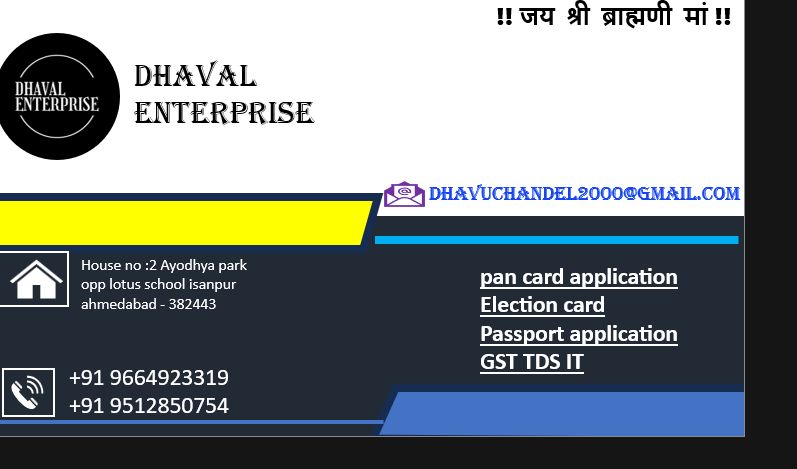 !! जय श्री ब्राह्मणी मां !!
DHAVAL
ENTERPRISE
DHAVAL
ENTERPRISE
DHAVUCHANDEL2000@GMAIL.COM
House no :2 Ayodhya park
opp lotus school isanpur
ahmedabad - 382443
pan card application
Election card
Passport application
GST TDS IT
+91 9664923319
+91 9512850754